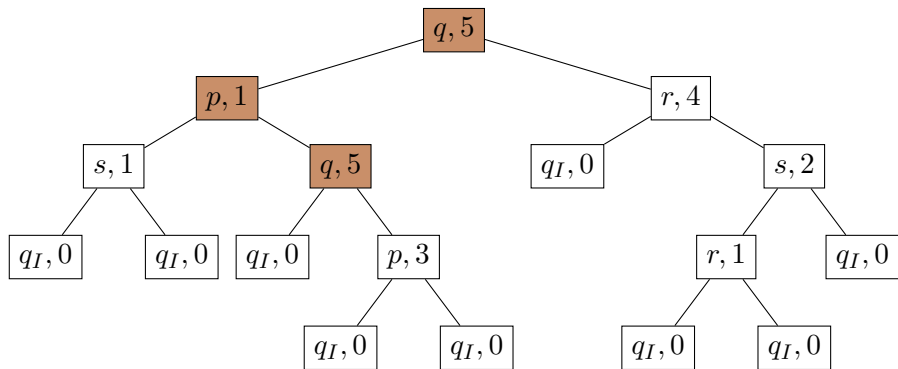 q, 5
p, 1 r, 4
s, 1 q, 5 q_I, 0 s, 2
q_I, 0 q_I, 0 q_I, 0 p, 3 r, 1 q_I, 0
q_I, 0 q_I, 0 q_I, 0 q_I, 0